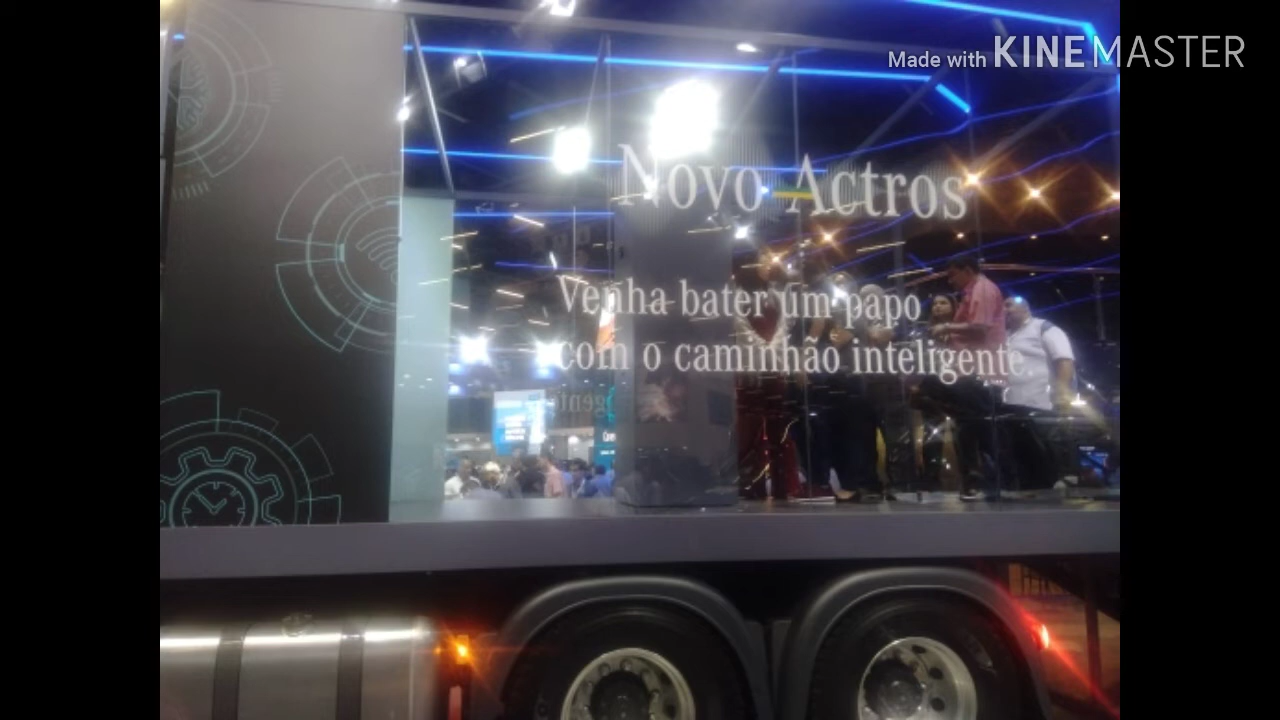 Made with KINEMASTER
Novo Actros
Venha bater um papo
com o caminhão inteligente.